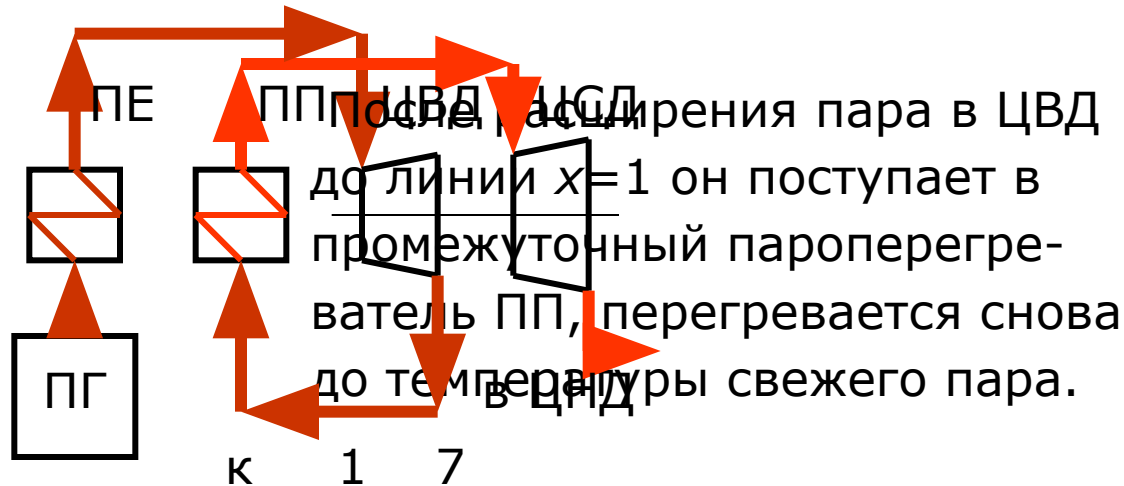 ПЕ ПП ЦВД ЦСД
После расширения пара в ЦВД
до линии x=1 он поступает в
промежуточный пароперегре-
ватель ПП, перегревается снова
до температуры свежего пара.
ПГ
в ЦНД
к 1 7